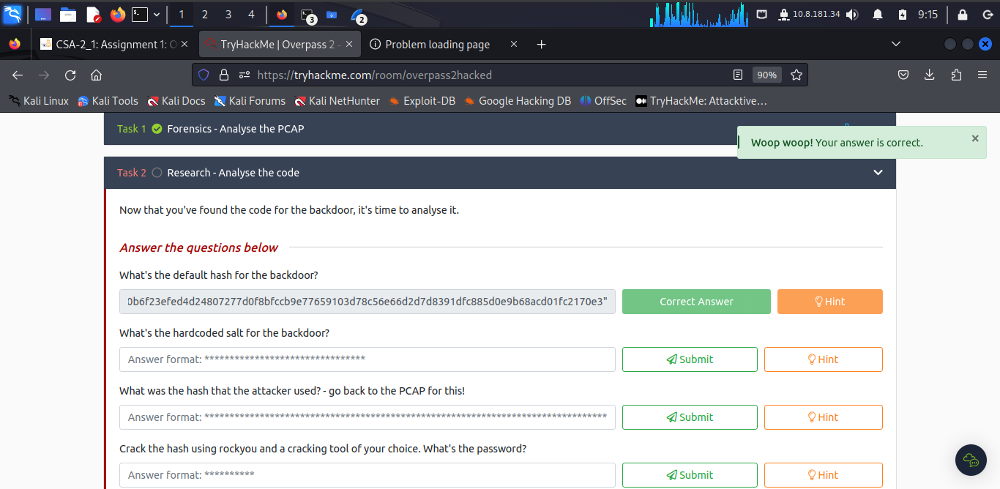 1 2 3 4 3 2 10.8.181.34 9:15
CSA-2_1: Assignment 1: O TryHackMe | Overpass 2 - Problem loading page
https://tryhackme.com/room/overpass2hacked 90%
Kali Linux Kali Tools Kali Docs Kali Forums Kali NetHunter Exploit-DB Google Hacking DB OffSec TryHackMe: Attacktive…
Task 1 Forensics - Analyse the PCAP
Woop woop! Your answer is correct.
Task 2 Research - Analyse the code
Now that you've found the code for the backdoor, it's time to analyse it.
Answer the questions below
What's the default hash for the backdoor?
0b6f23efed4d24807277d0f8bfccb9e77659103d78c56e66d2d7d8391dfc885d0e9b68acd01fc2170e3" Correct Answer Hint
What's the hardcoded salt for the backdoor?
Answer format: ******************************** Submit Hint
What was the hash that the attacker used? - go back to the PCAP for this!
Answer format: ******************************************************************************** Submit Hint
Crack the hash using rockyou and a cracking tool of your choice. What's the password?
Answer format: ********** Submit Hint